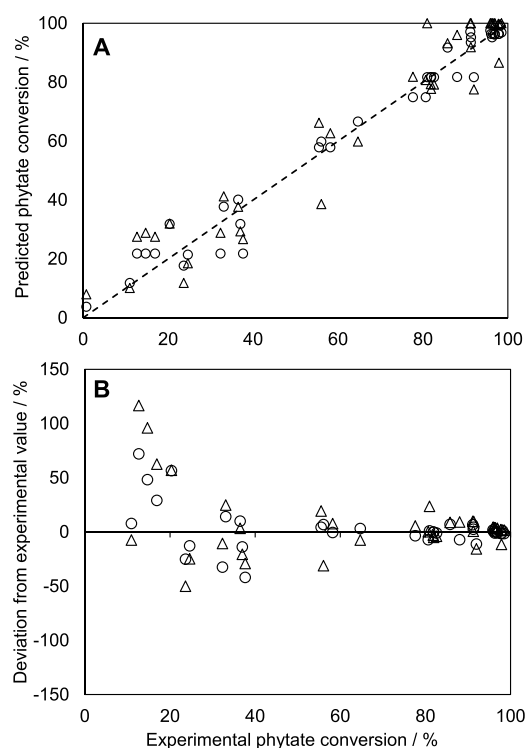 A
Predicted phytate conversion / %
100
80
60
40
20
0
0 20 40 60 80 100
B
Deviation from experimental value / %
150
100
50
0
-50
-100
-150
0 20 40 60 80 100
Experimental phytate conversion / %